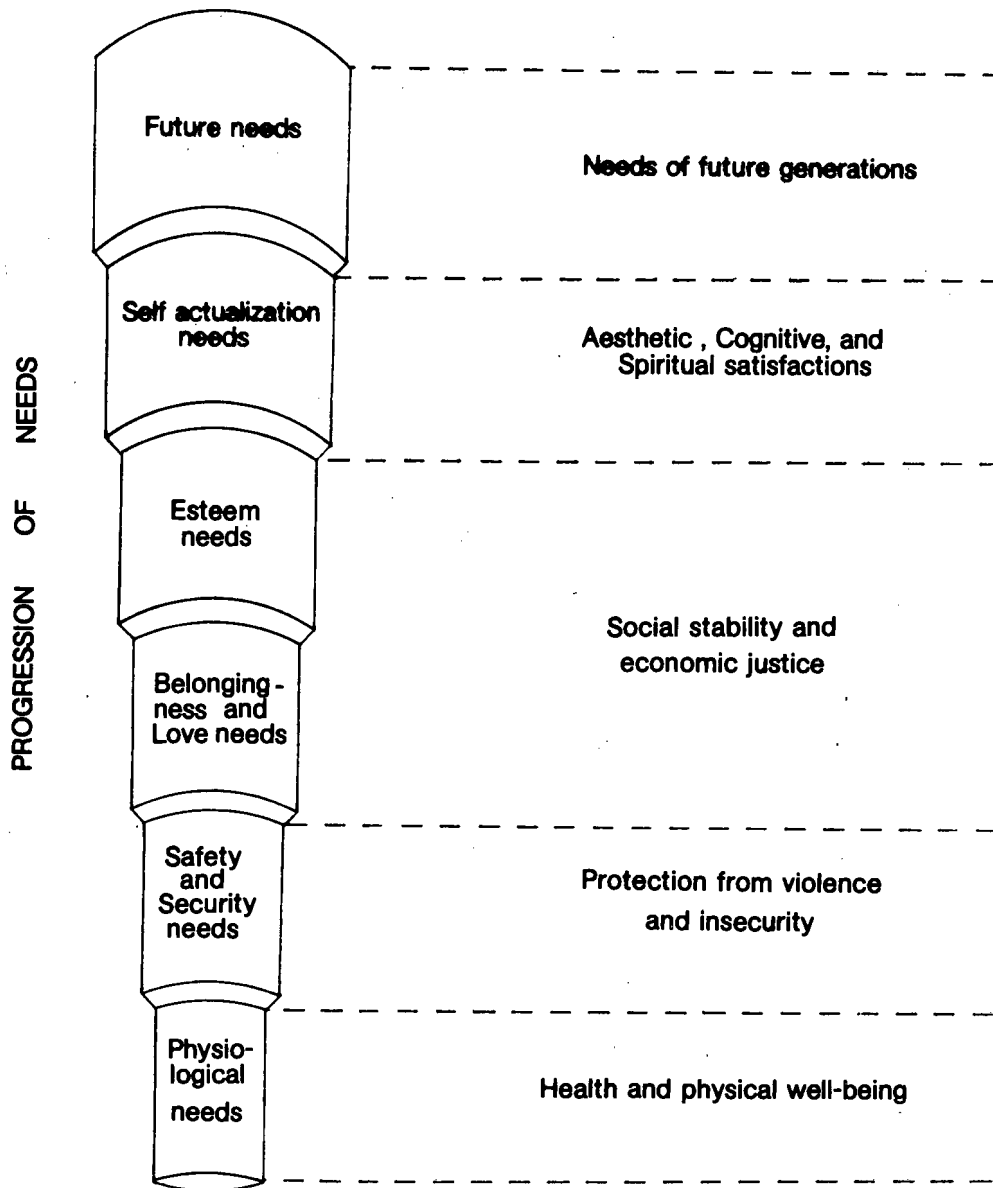 PROGRESSION OF NEEDS
Future needs
Needs of future generations
Self actualization
needs
Aesthetic , Cognitive, and
Spiritual satisfactions
Esteem
needs
Social stability and
economic justice
Belonging-
ness and
Love needs
Safety
and
Security
needs
Protection from violence
and insecurity
Physio-
logical
needs
Health and physical well-being